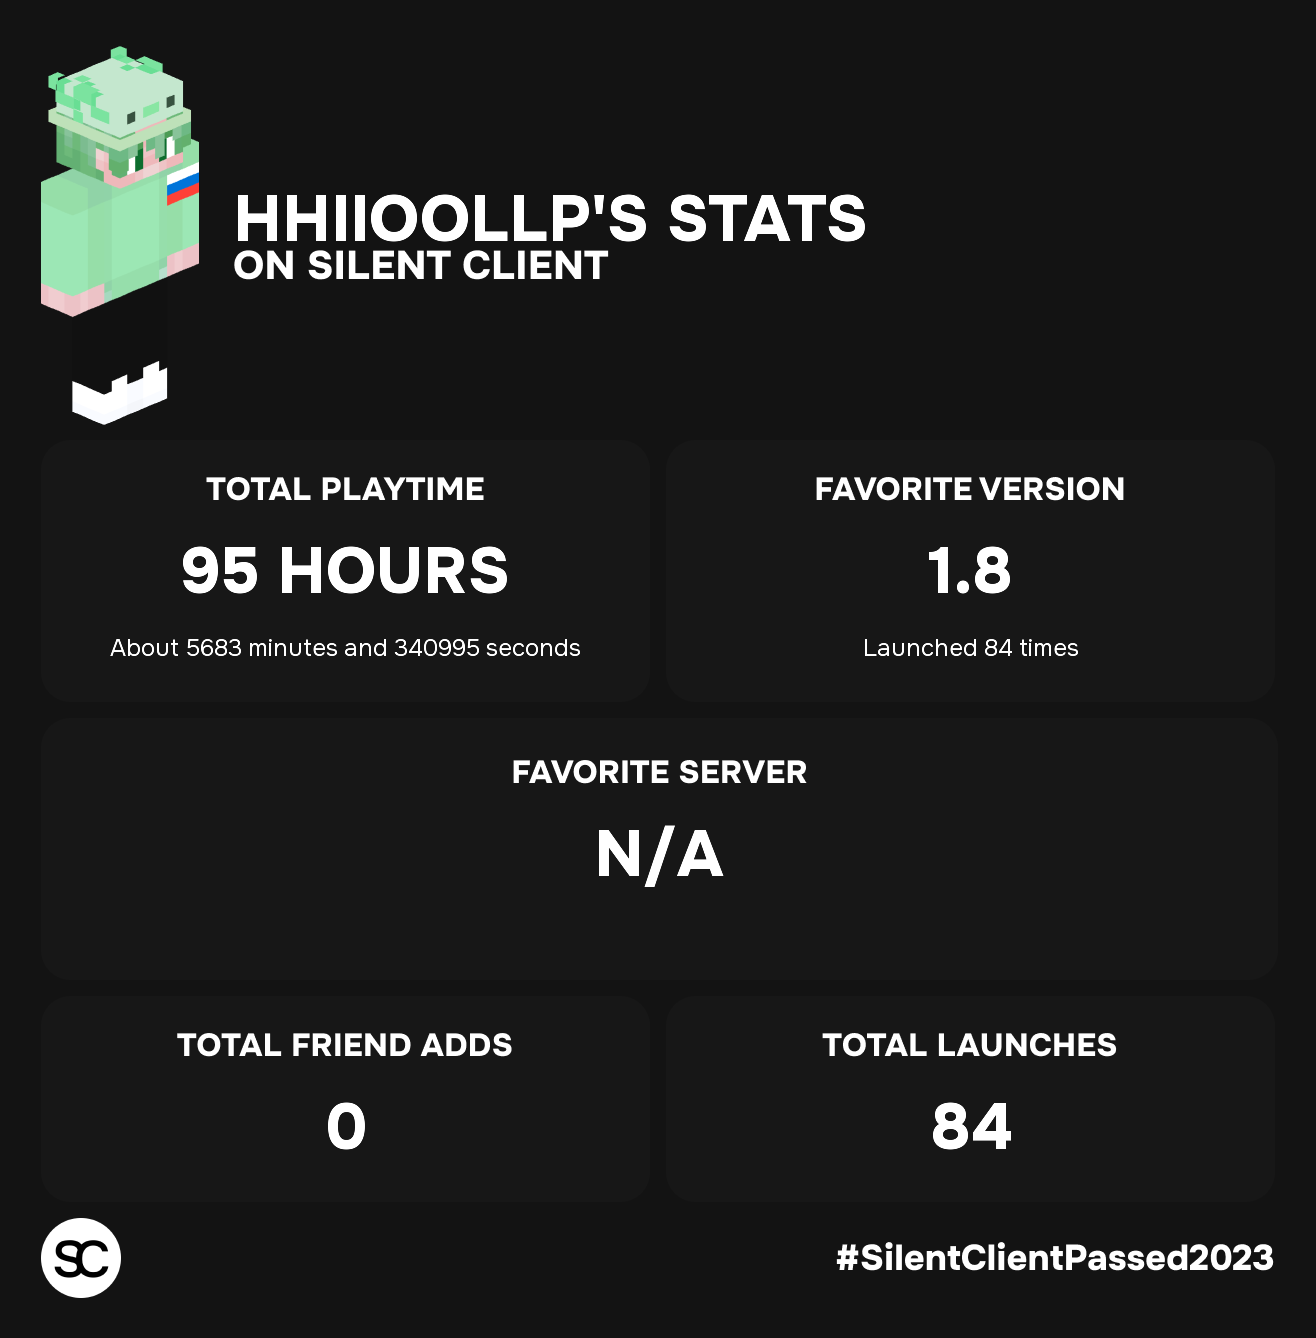 HHIIOOLLP'S STATS
ON SILENT CLIENT
TOTAL PLAYTIME
95 HOURS
About 5683 minutes and 340995 seconds
FAVORITE VERSION
1.8
Launched 84 times
FAVORITE SERVER
N/A
TOTAL FRIEND ADDS
0
TOTAL LAUNCHES
84
SC
#SilentClientPassed2023